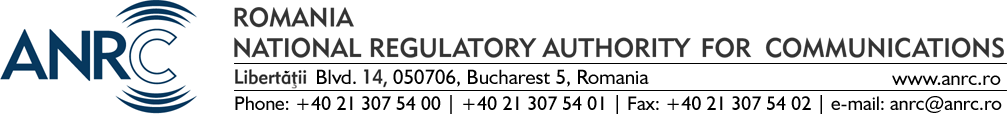 ANRC
ROMANIA
NATIONAL REGULATORY AUTHORITY FOR COMMUNICATIONS
Libertăţii Blvd. 14, 050706, Bucharest 5, Romania www.anrc.ro
Phone: +40 21 307 54 00 | +40 21 307 54 01 | Fax: +40 21 307 54 02 | e-mail: anrc@anrc.ro